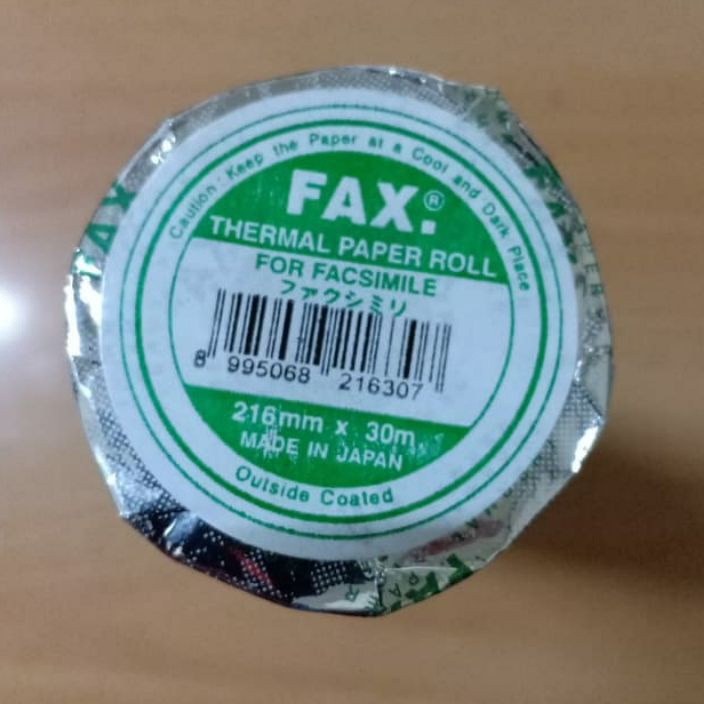 Caution - Keep the Paper at a Cool and Dark Place
FAX.®
THERMAL PAPER ROLL
FOR FACSIMILE
ファクシミリ
8 995068 216307
216mm x 30m
MADE IN JAPAN
Outside Coated
FAX